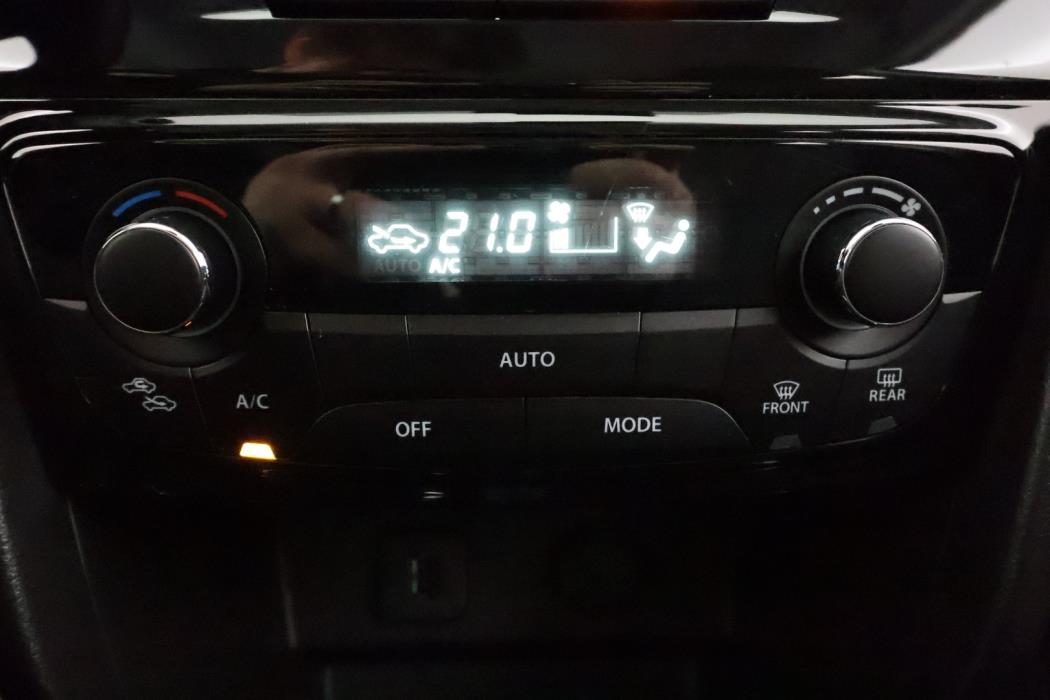 21.0
AUTO A/C
AUTO
A/C
OFF
MODE
FRONT
REAR